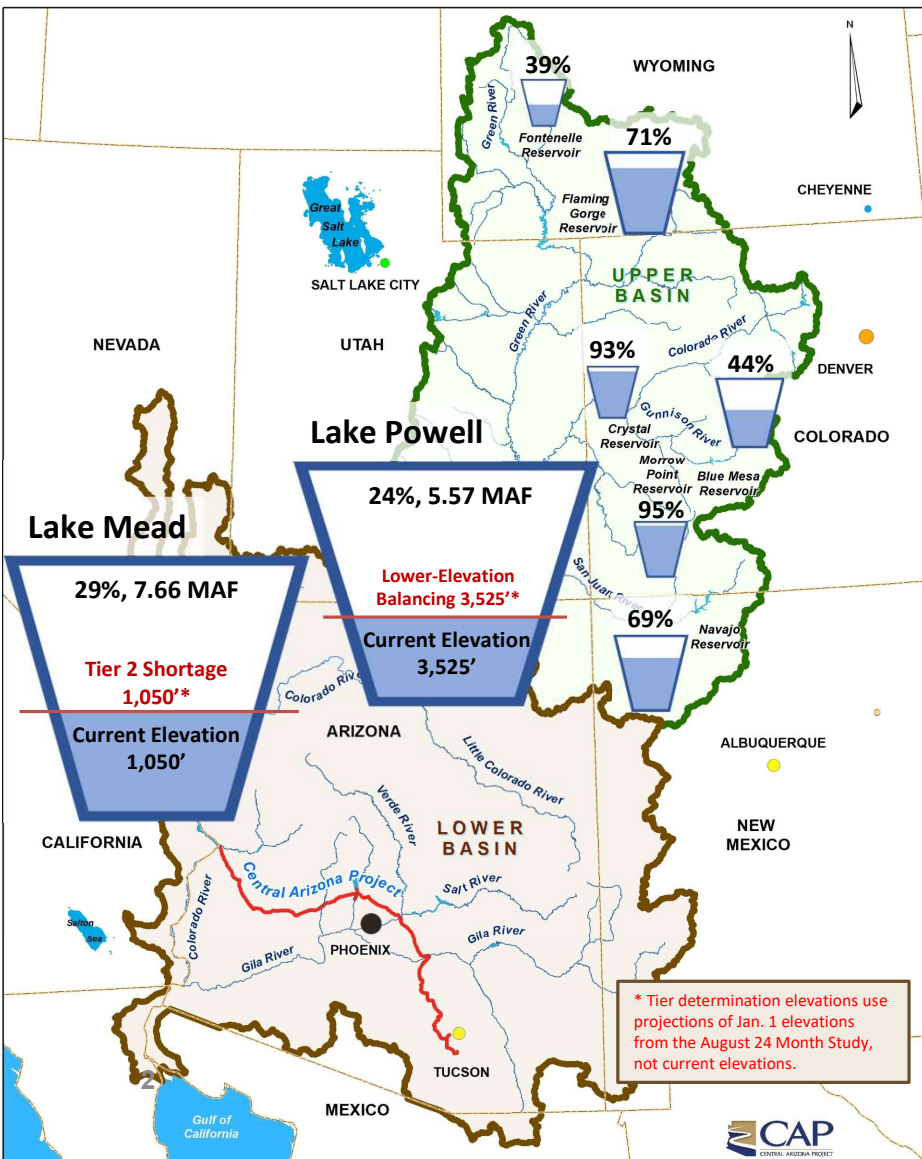 N
39%
WYOMING
Green River
Fontenelle
Reservoir
71%
Flaming
Gorge
Reservoir
CHEYENNE
Great
Salt
Lake
SALT LAKE CITY
UPPER
BASIN
Green River
Colorado River
NEVADA
UTAH
93%
44%
DENVER
Gunnison River
Crystal
Reservoir
COLORADO
Morrow
Point
Reservoir
Blue Mesa
Reservoir
95%
Lake Powell
24%, 5.57 MAF
Lower-Elevation
Balancing 3,525’*
Current Elevation
3,525’
San Juan River
69%
Navajo
Reservoir
Lake Mead
29%, 7.66 MAF
Tier 2 Shortage
1,050’*
Current Elevation
1,050’
Colorado River
ARIZONA
Little Colorado River
ALBUQUERQUE
Verde River
LOWER
BASIN
NEW
MEXICO
CALIFORNIA
Central Arizona Project
Salt River
Colorado River
Salton
Sea
PHOENIX
Gila River
Gila River
TUCSON
* Tier determination elevations use
projections of Jan. 1 elevations
from the August 24 Month Study,
not current elevations.
2
MEXICO
Gulf of
California
CAP
CENTRAL ARIZONA PROJECT